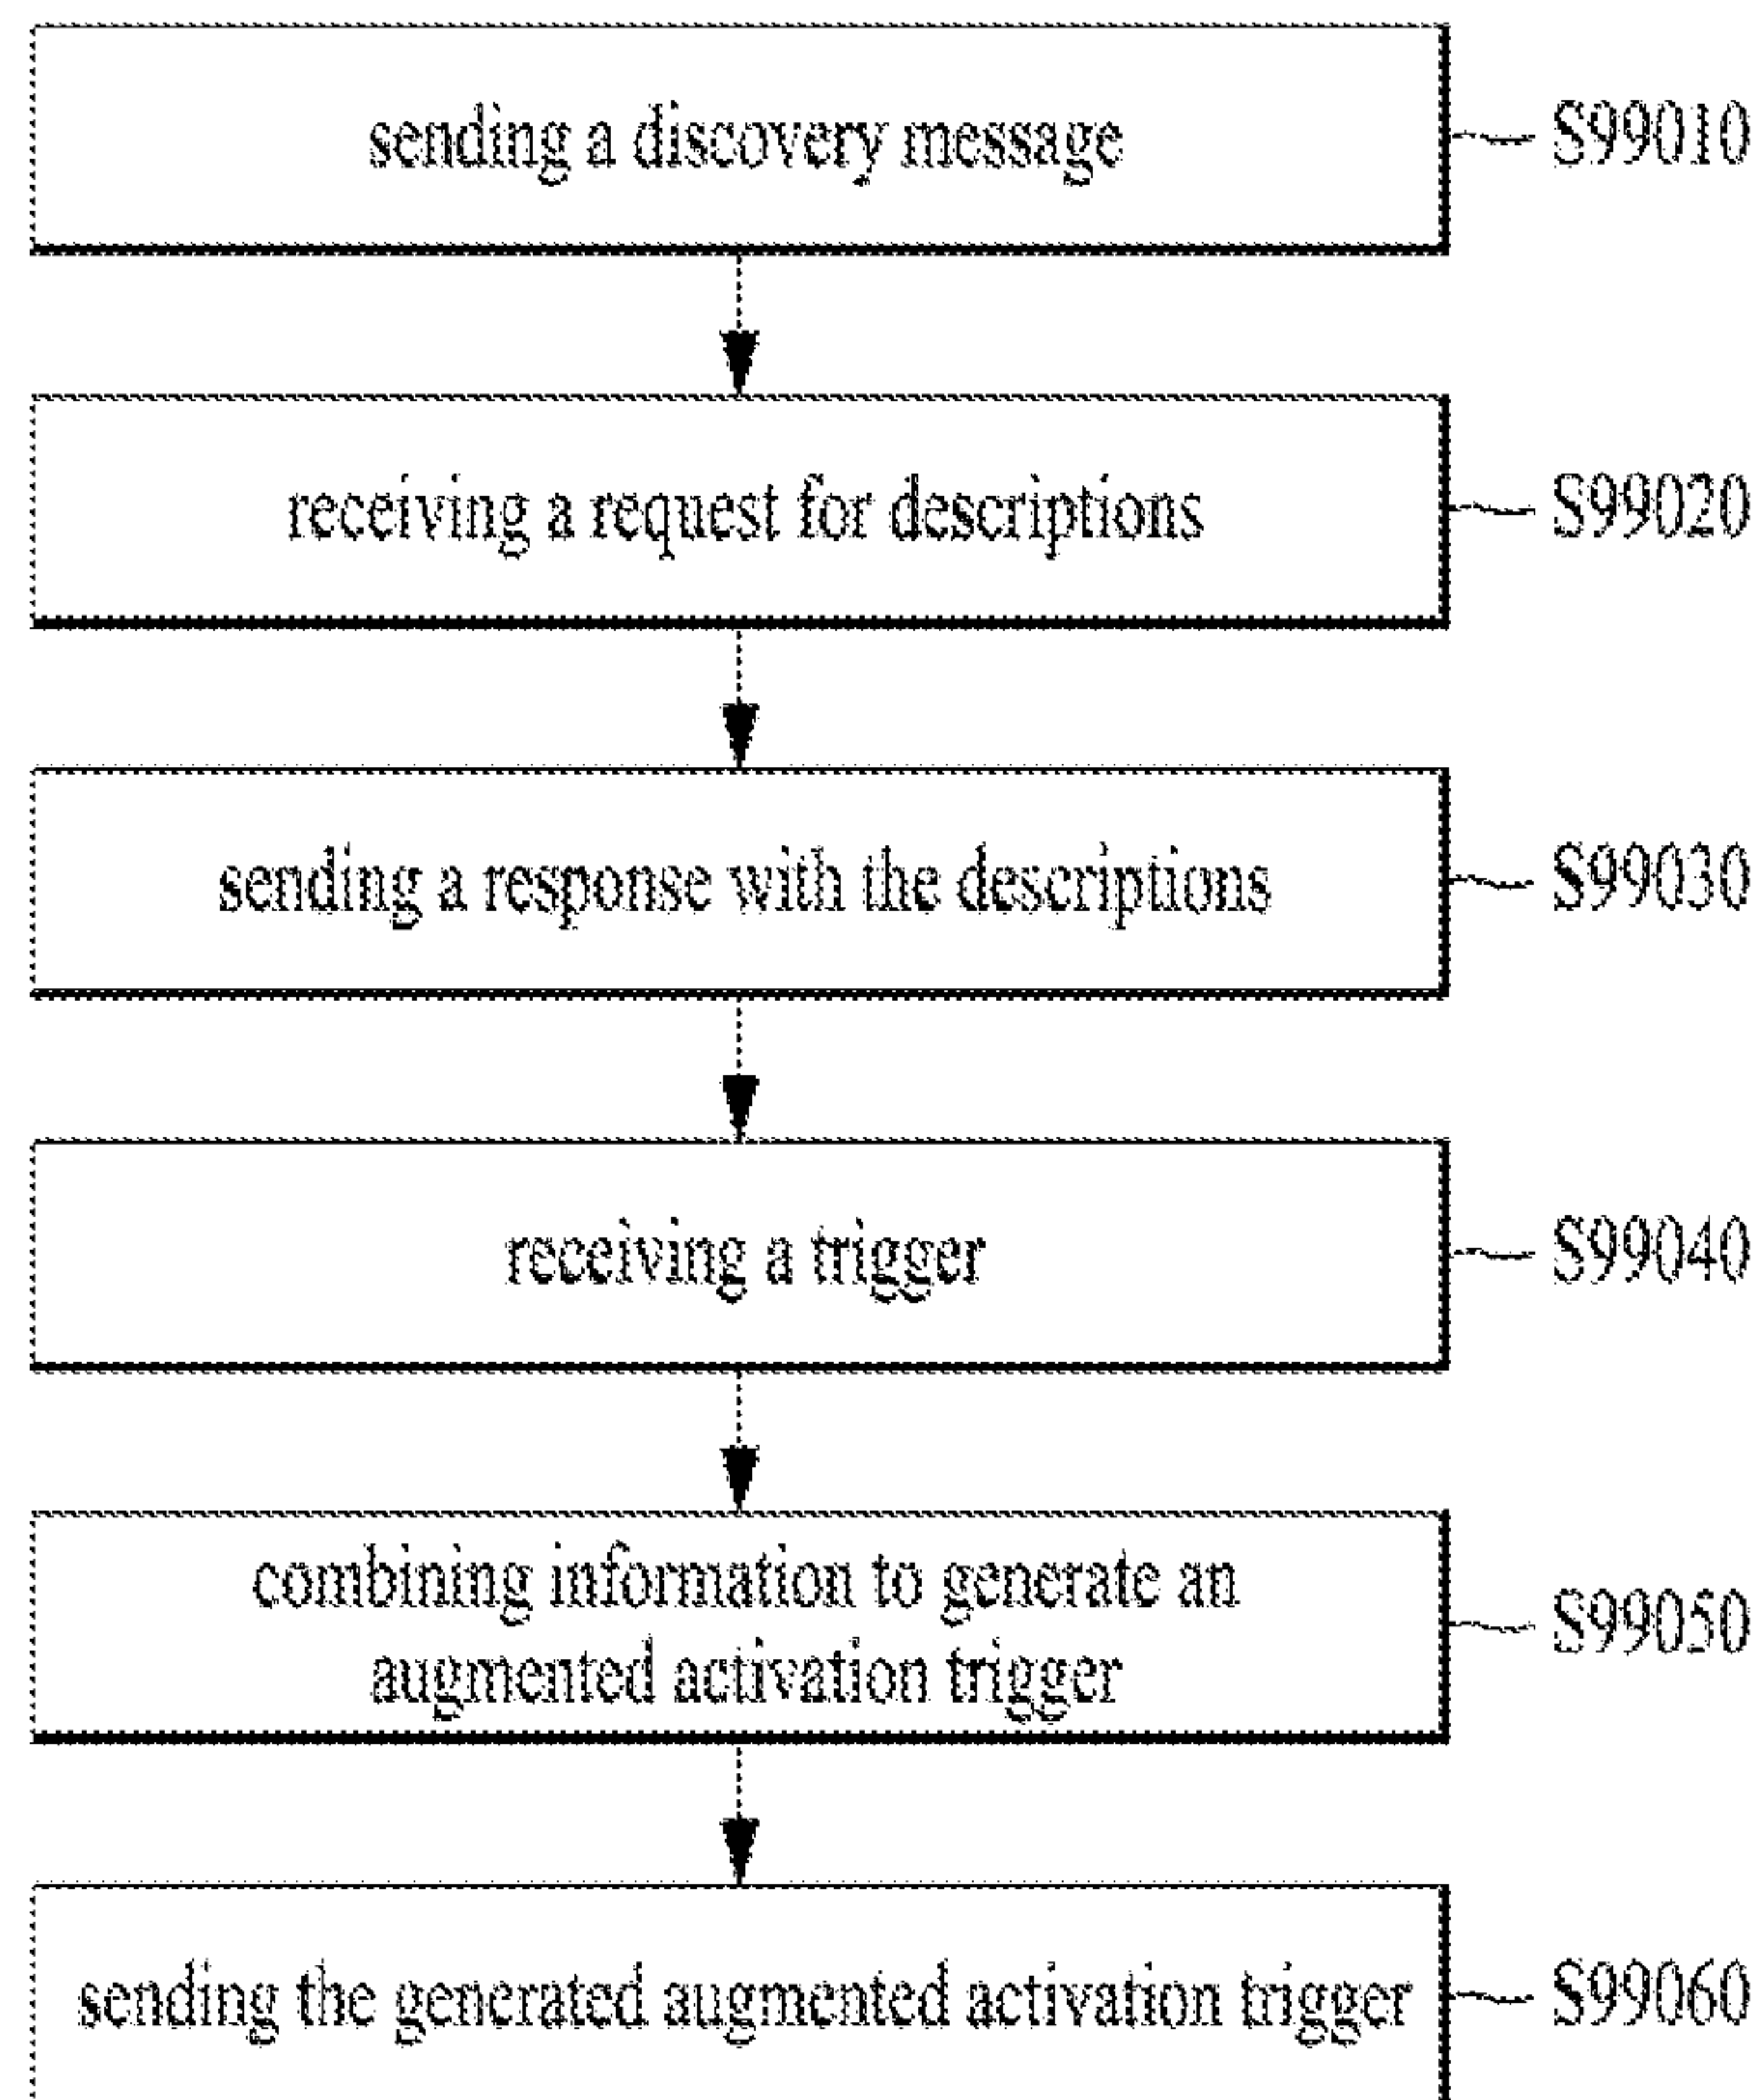 sending a discovery message
S99010
receiving a request for descriptions
S99020
sending a response with the descriptions
S99030
receiving a trigger
S99040
combining information to generate an
augmented activation trigger
S99050
sending the generated augmented activation trigger
S99060